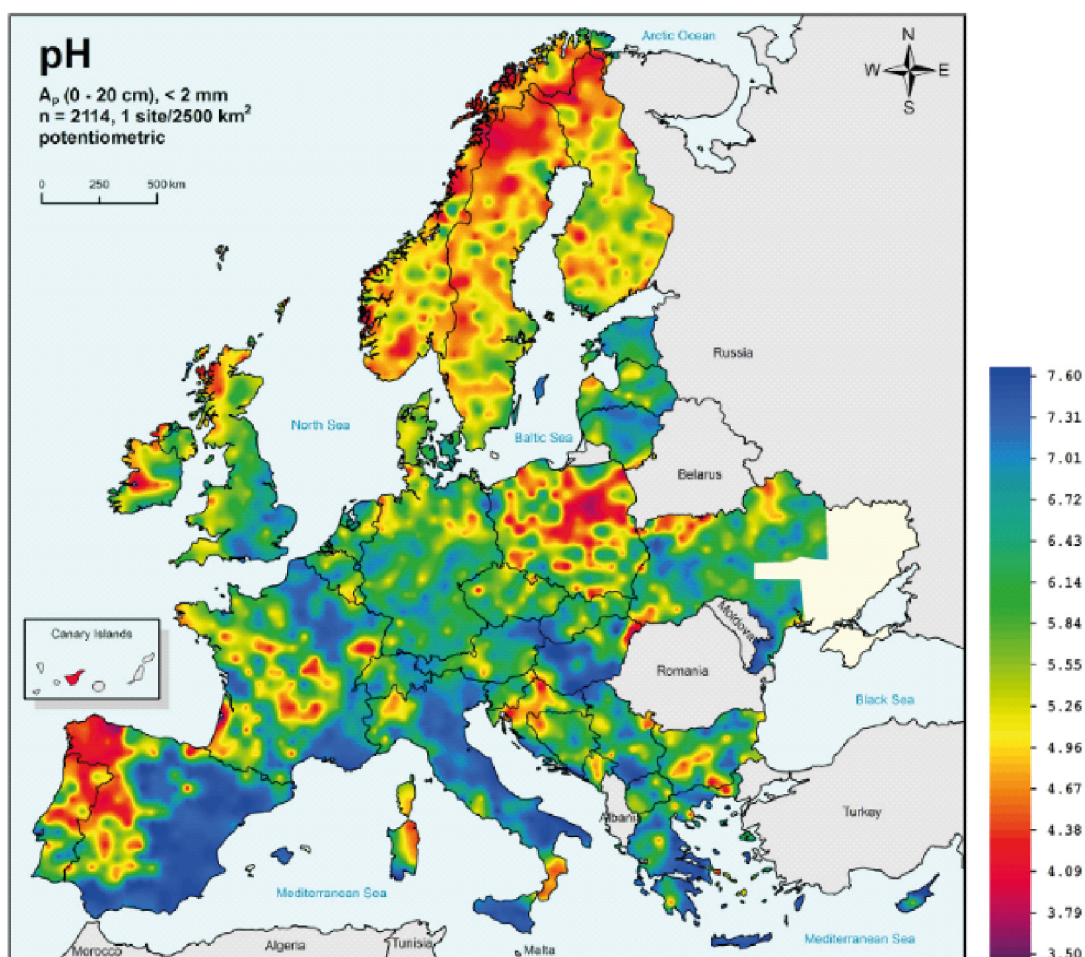 pH
Aₚ (0 - 20 cm), < 2 mm
n = 2114, 1 site/2500 km²
potentiometric
0 250 500 km
N
W E
S
Arctic Ocean
Russia
North Sea
Baltic Sea
Belarus
Canary Islands
Moldova
Romania
Black Sea
Albania
Turkey
Mediterranean Sea
Mediterranean Sea
Morocco
Algeria
Tunisia
Malta
7.60
7.31
7.01
6.72
6.43
6.14
5.84
5.55
5.26
4.96
4.67
4.38
4.09
3.79
3.50